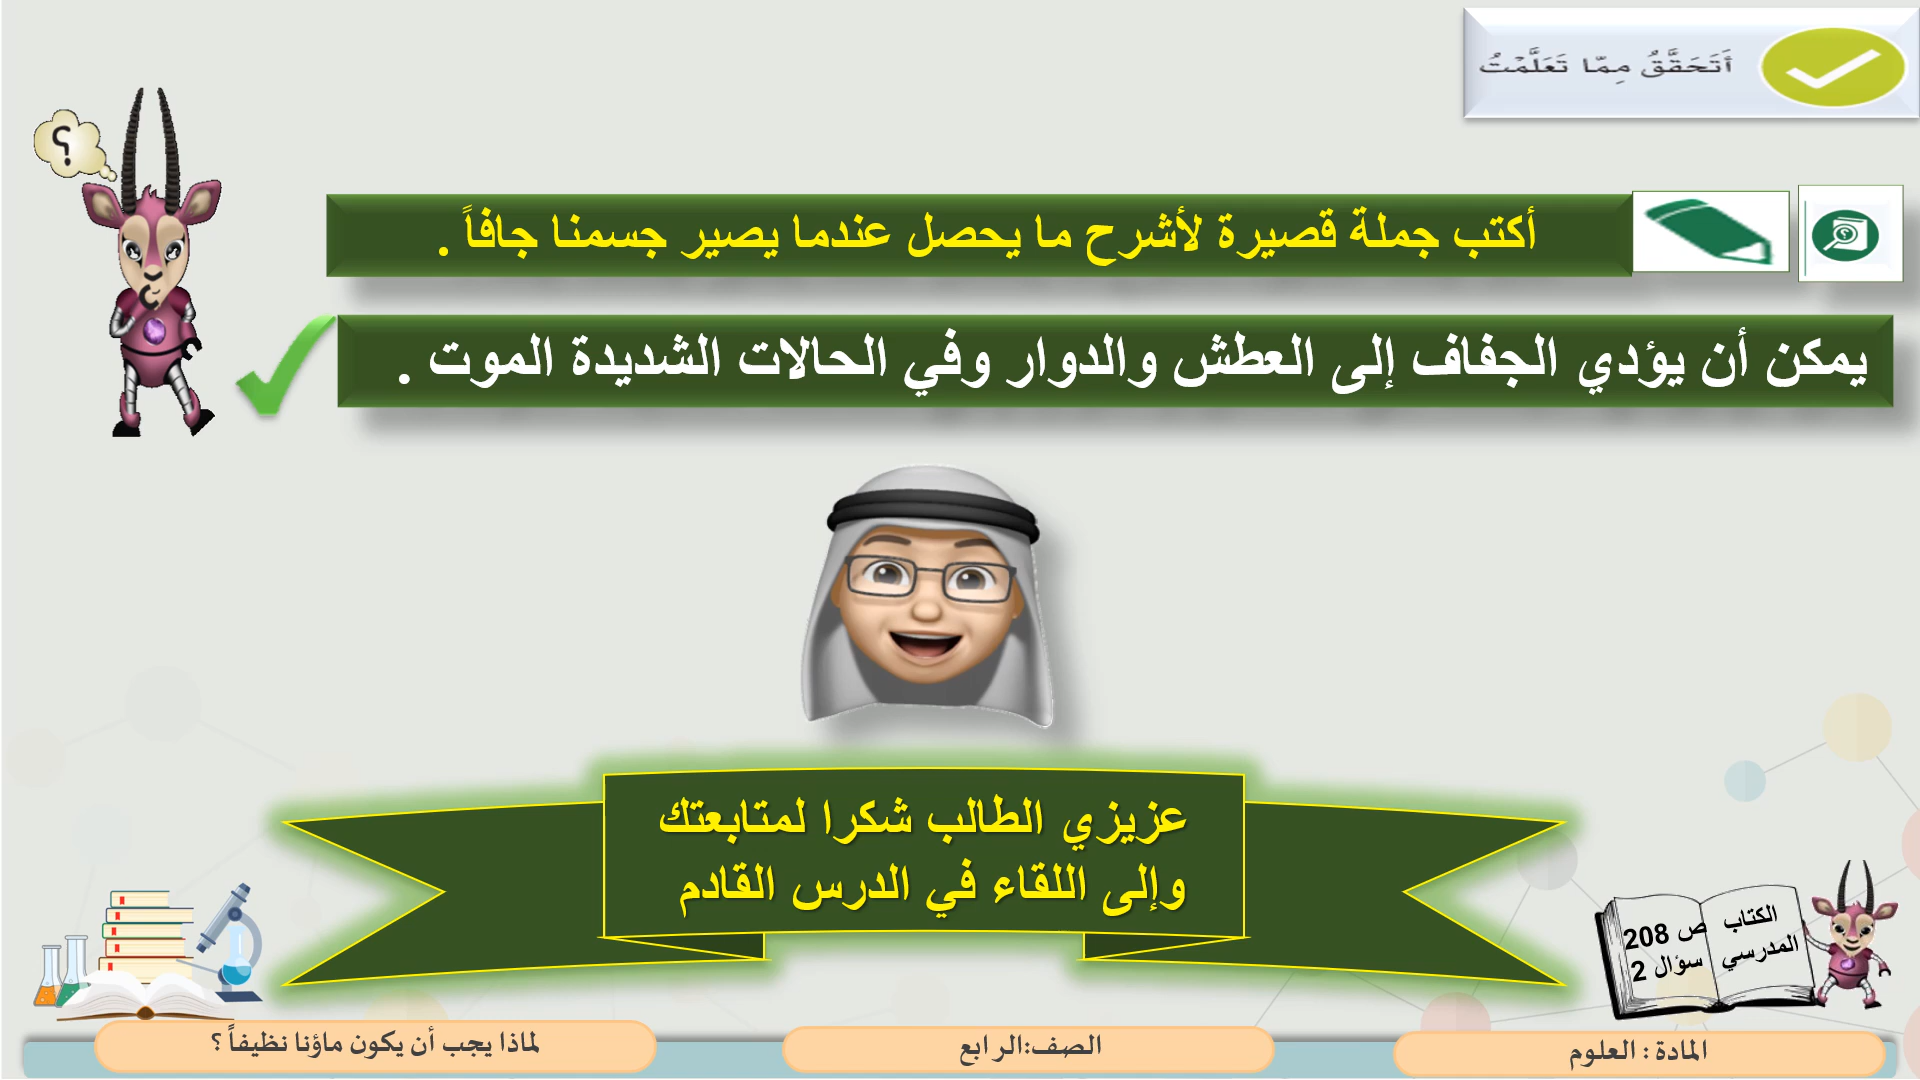 أَتَحَقَّقُ مِمّا تَعَلَّمْتُ
؟
أكتب جملة قصيرة لأشرح ما يحصل عندما يصير جسمنا جافاً .
يمكن أن يؤدي الجفاف إلى العطش والدوار وفي الحالات الشديدة الموت .
عزيزي الطالب شكرا لمتابعتك
وإلى اللقاء في الدرس القادم
الكتاب
المدرسي
ص 208
سؤال 2
المادة : العلوم
الصف:الرابع
لماذا يجب أن يكون ماؤنا نظيفاً ؟